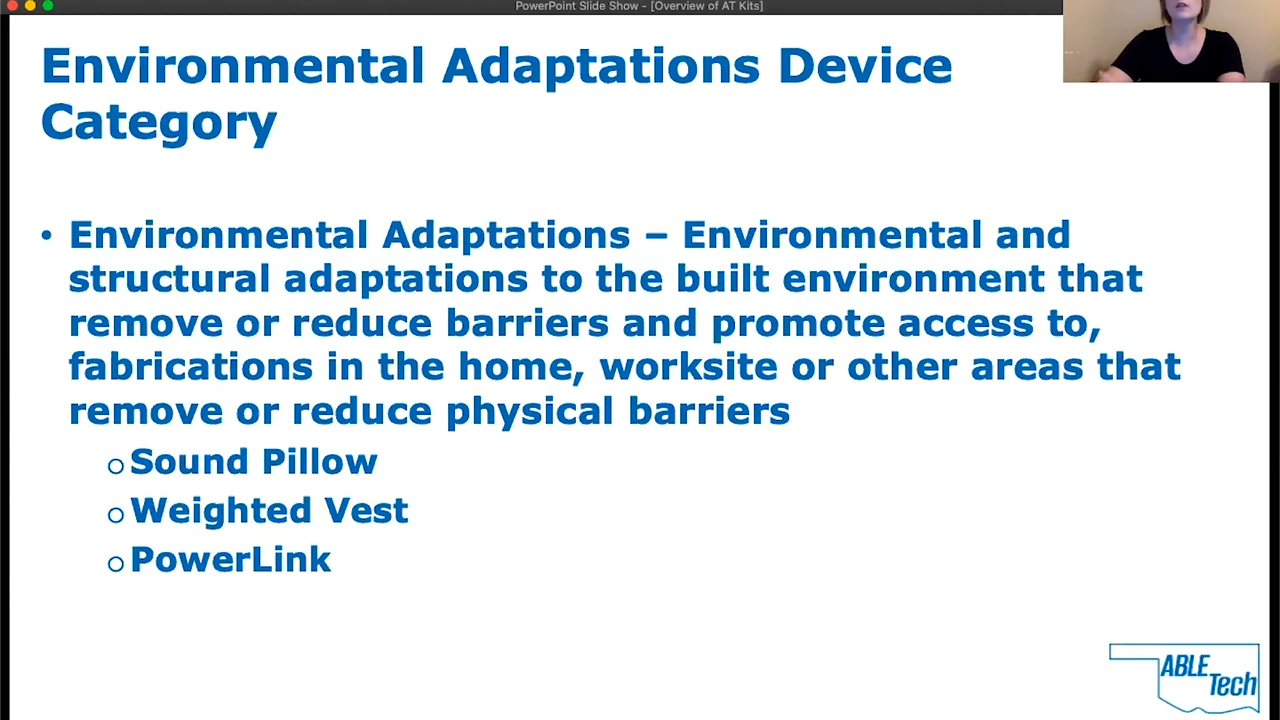 PowerPoint Slide Show - [Overview of AT Kits]
Environmental Adaptations Device
Category
• Environmental Adaptations – Environmental and
structural adaptations to the built environment that
remove or reduce barriers and promote access to,
fabrications in the home, worksite or other areas that
remove or reduce physical barriers
o Sound Pillow
o Weighted Vest
o PowerLink
ABLE
Tech